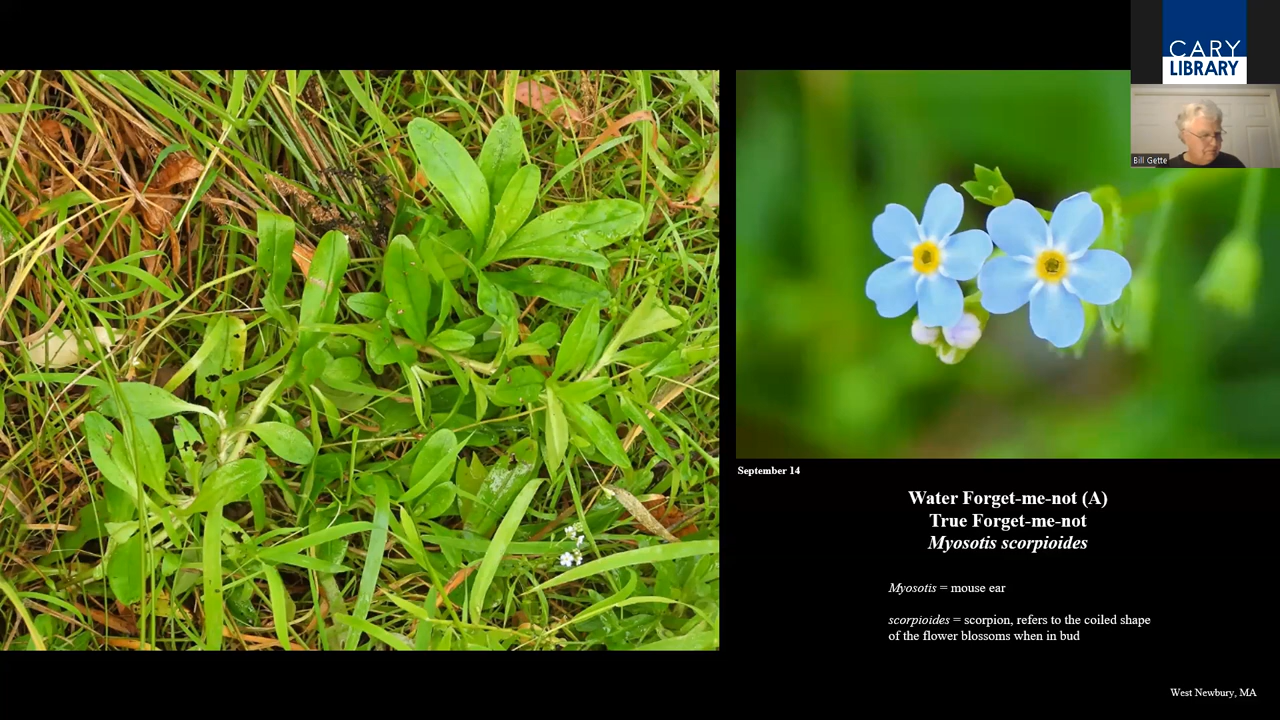 CARY
LIBRARY
Bill Gette
September 14
Water Forget-me-not (A)
True Forget-me-not
Myosotis scorpioides
Myosotis = mouse ear
scorpioides = scorpion, refers to the coiled shape
of the flower blossoms when in bud
West Newbury, MA